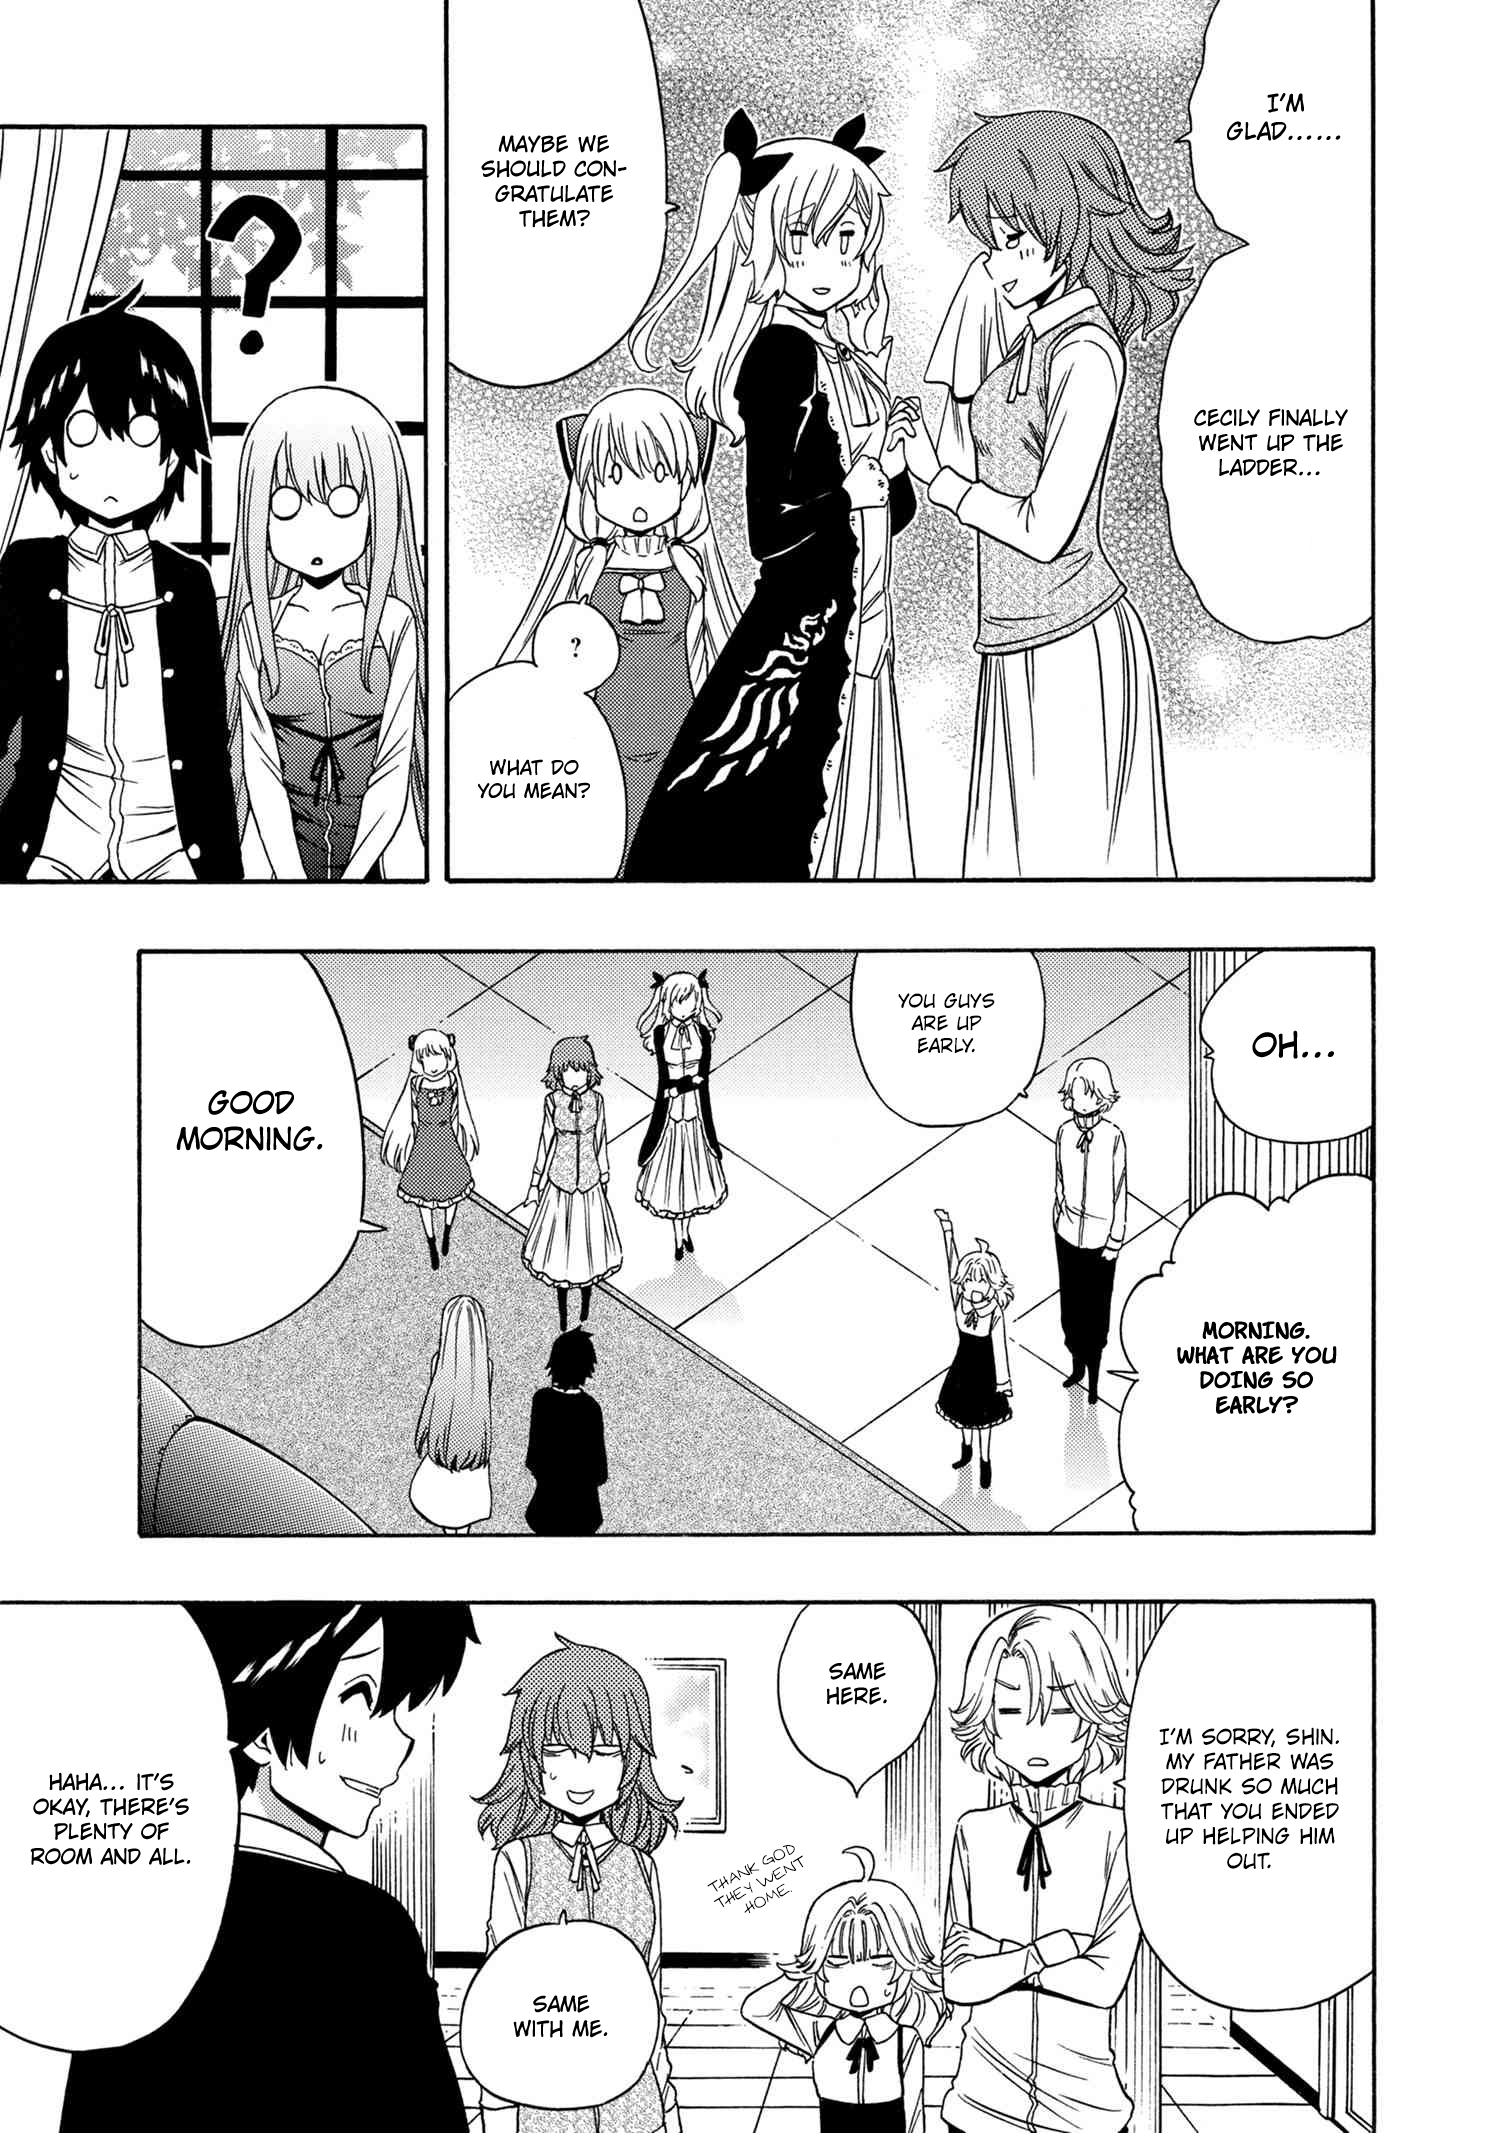 I'M
GLAD......
CECILY FINALLY
WENT UP THE
LADDER...
MAYBE WE
SHOULD CON-
GRATULATE
THEM?
?
WHAT DO
YOU MEAN?
?
OH...
YOU GUYS
ARE UP
EARLY.
MORNING.
WHAT ARE YOU
DOING SO
EARLY?
GOOD
MORNING.
I'M SORRY, SHIN.
MY FATHER WAS
DRUNK SO MUCH
THAT YOU ENDED
UP HELPING HIM
OUT.
SAME
HERE.
THANK GOD
THEY WENT
HOME.
SAME
WITH ME.
HAHA... IT'S
OKAY, THERE'S
PLENTY OF
ROOM AND ALL.